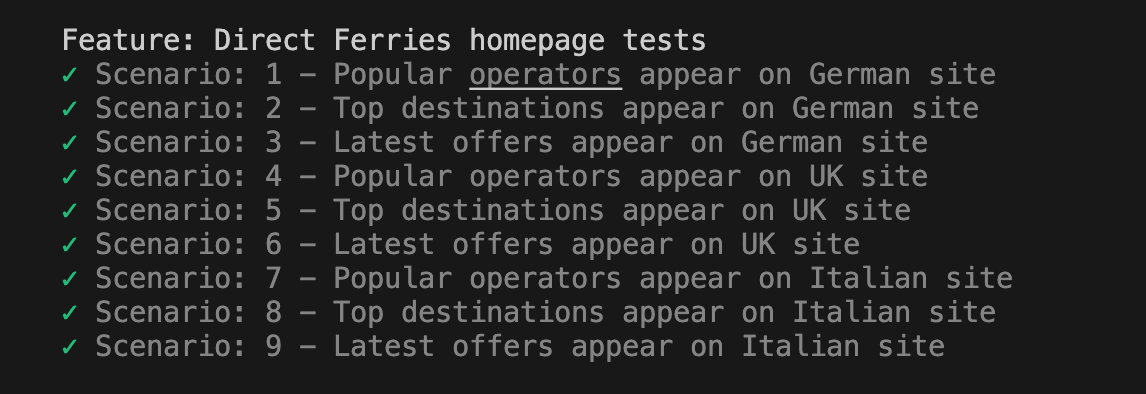 Feature: Direct Ferries homepage tests
✓ Scenario: 1 – Popular operators appear on German site
✓ Scenario: 2 – Top destinations appear on German site
✓ Scenario: 3 – Latest offers appear on German site
✓ Scenario: 4 – Popular operators appear on UK site
✓ Scenario: 5 – Top destinations appear on UK site
✓ Scenario: 6 – Latest offers appear on UK site
✓ Scenario: 7 – Popular operators appear on Italian site
✓ Scenario: 8 – Top destinations appear on Italian site
✓ Scenario: 9 – Latest offers appear on Italian site